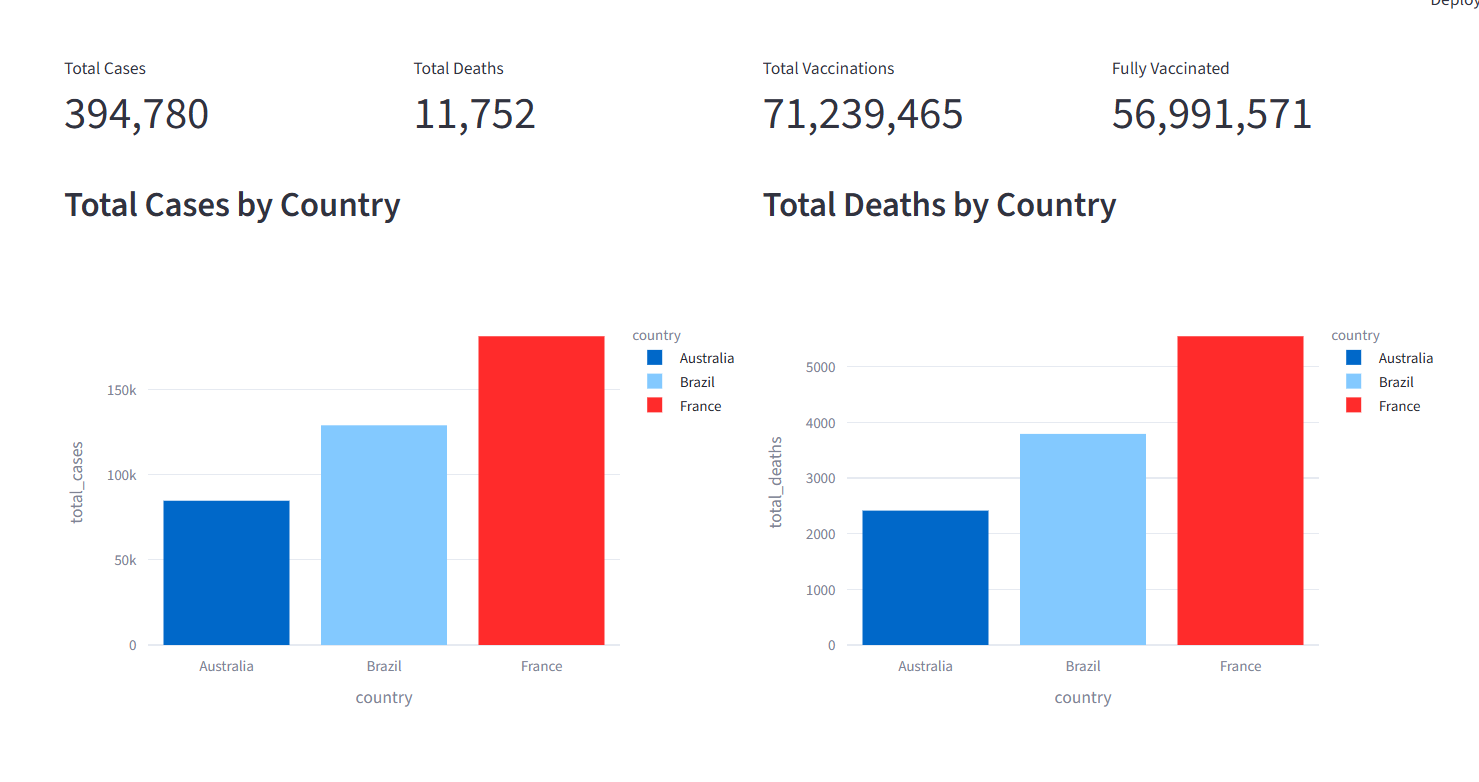 Deploy
Total Cases
394,780
Total Deaths
11,752
Total Vaccinations
71,239,465
Fully Vaccinated
56,991,571
Total Cases by Country
total_cases
150k
100k
50k
0
Australia
Brazil
France
country
country
Australia
Brazil
France
Total Deaths by Country
total_deaths
5000
4000
3000
2000
1000
0
Australia
Brazil
France
country
country
Australia
Brazil
France